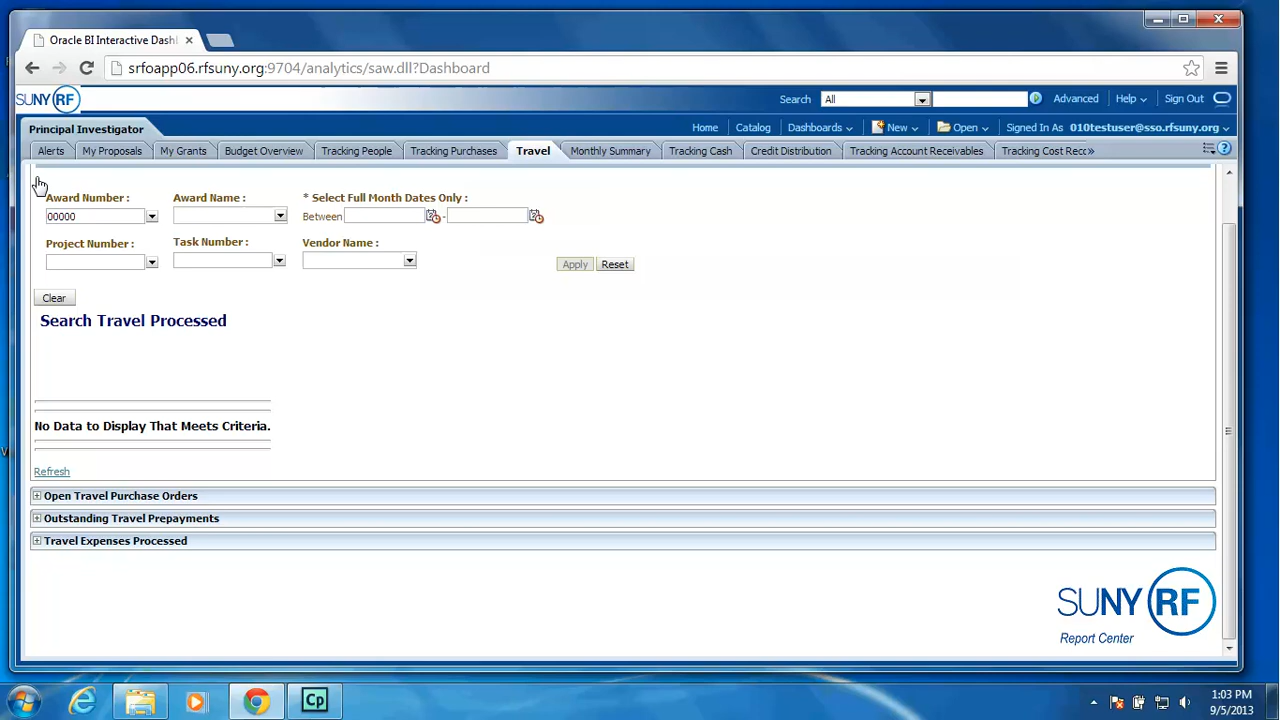 Oracle BI Interactive Dashl
srfoapp06.rfsuny.org:9704/analytics/saw.dll?Dashboard
SUNY RF
Search All Advanced Help Sign Out
Principal Investigator
Home Catalog Dashboards New Open Signed In As 010testuser@sso.rfsuny.org
Alerts My Proposals My Grants Budget Overview Tracking People Tracking Purchases Travel Monthly Summary Tracking Cash Credit Distribution Tracking Account Receivables Tracking Cost Recc»
Award Number : Award Name : * Select Full Month Dates Only :
00000 Between -
Project Number : Task Number : Vendor Name :
Apply Reset
Clear
Search Travel Processed
No Data to Display That Meets Criteria.
Refresh
Open Travel Purchase Orders
Outstanding Travel Prepayments
Travel Expenses Processed
SUNY RF
Report Center
Cp
1:03 PM
9/5/2013